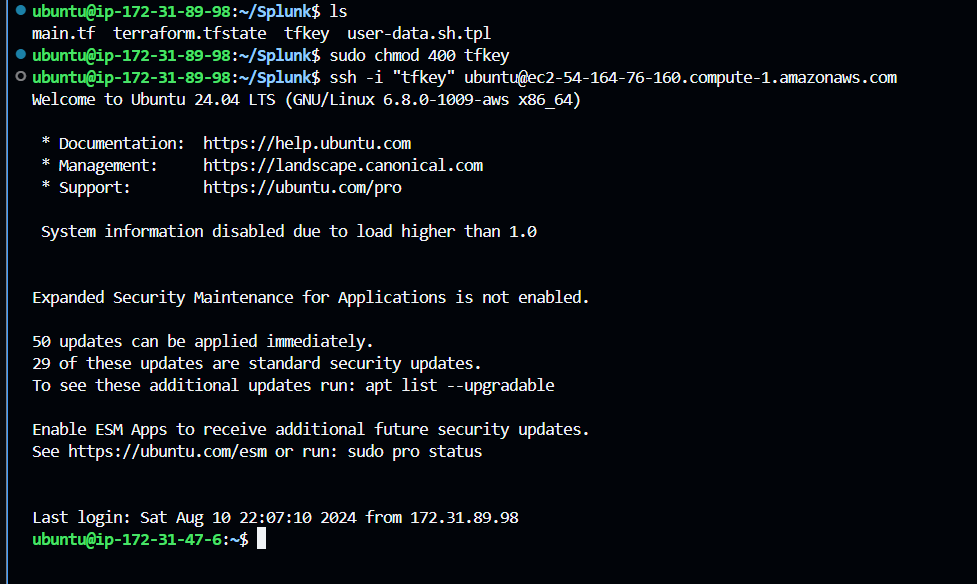 ubuntu@ip-172-31-89-98:~/Splunk$ ls
main.tf  terraform.tfstate  tfkey  user-data.sh.tpl
ubuntu@ip-172-31-89-98:~/Splunk$ sudo chmod 400 tfkey
ubuntu@ip-172-31-89-98:~/Splunk$ ssh -i "tfkey" ubuntu@ec2-54-164-76-160.compute-1.amazonaws.com
Welcome to Ubuntu 24.04 LTS (GNU/Linux 6.8.0-1009-aws x86_64)
* Documentation:  https://help.ubuntu.com
* Management:     https://landscape.canonical.com
* Support:        https://ubuntu.com/pro
System information disabled due to load higher than 1.0
Expanded Security Maintenance for Applications is not enabled.
50 updates can be applied immediately.
29 of these updates are standard security updates.
To see these additional updates run: apt list --upgradable
Enable ESM Apps to receive additional future security updates.
See https://ubuntu.com/esm or run: sudo pro status
Last login: Sat Aug 10 22:07:10 2024 from 172.31.89.98
ubuntu@ip-172-31-47-6:~$